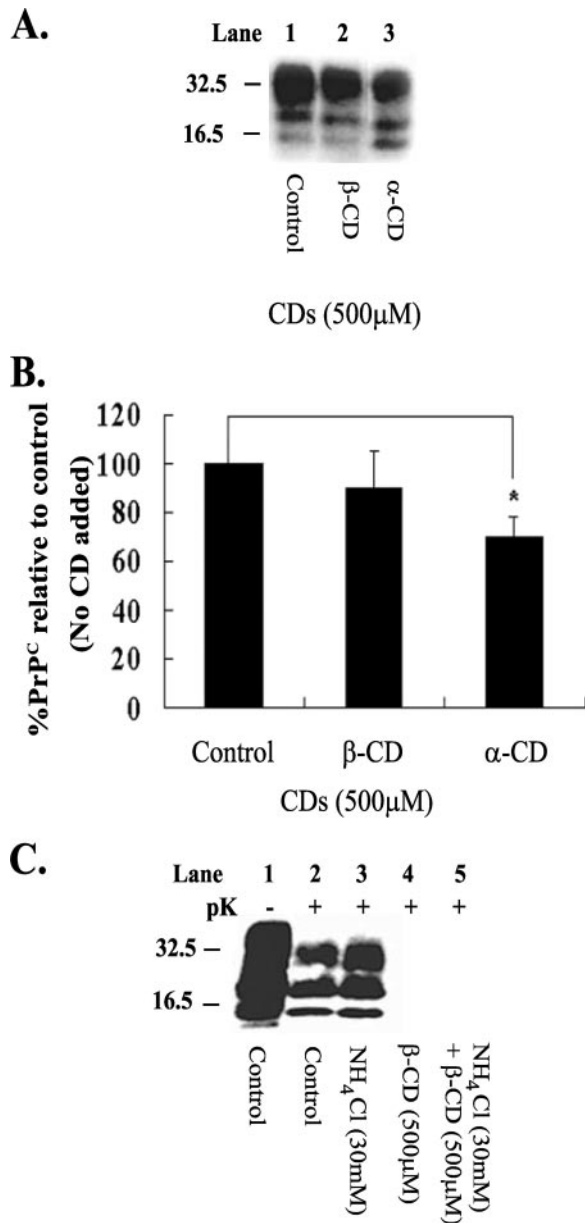 A.
Lane 1 2 3
32.5 –
16.5 –
Control
β-CD
α-CD
CDs (500μM)
B.
%PrPᶜ relative to control
(No CD added)
120
100
80
60
40
20
0
*
Control β-CD α-CD
CDs (500μM)
C.
Lane 1 2 3 4 5
pK - + + + +
32.5 –
16.5 –
Control
Control
NH₄Cl (30mM)
β-CD (500μM)
NH₄Cl (30mM)
+ β-CD (500μM)